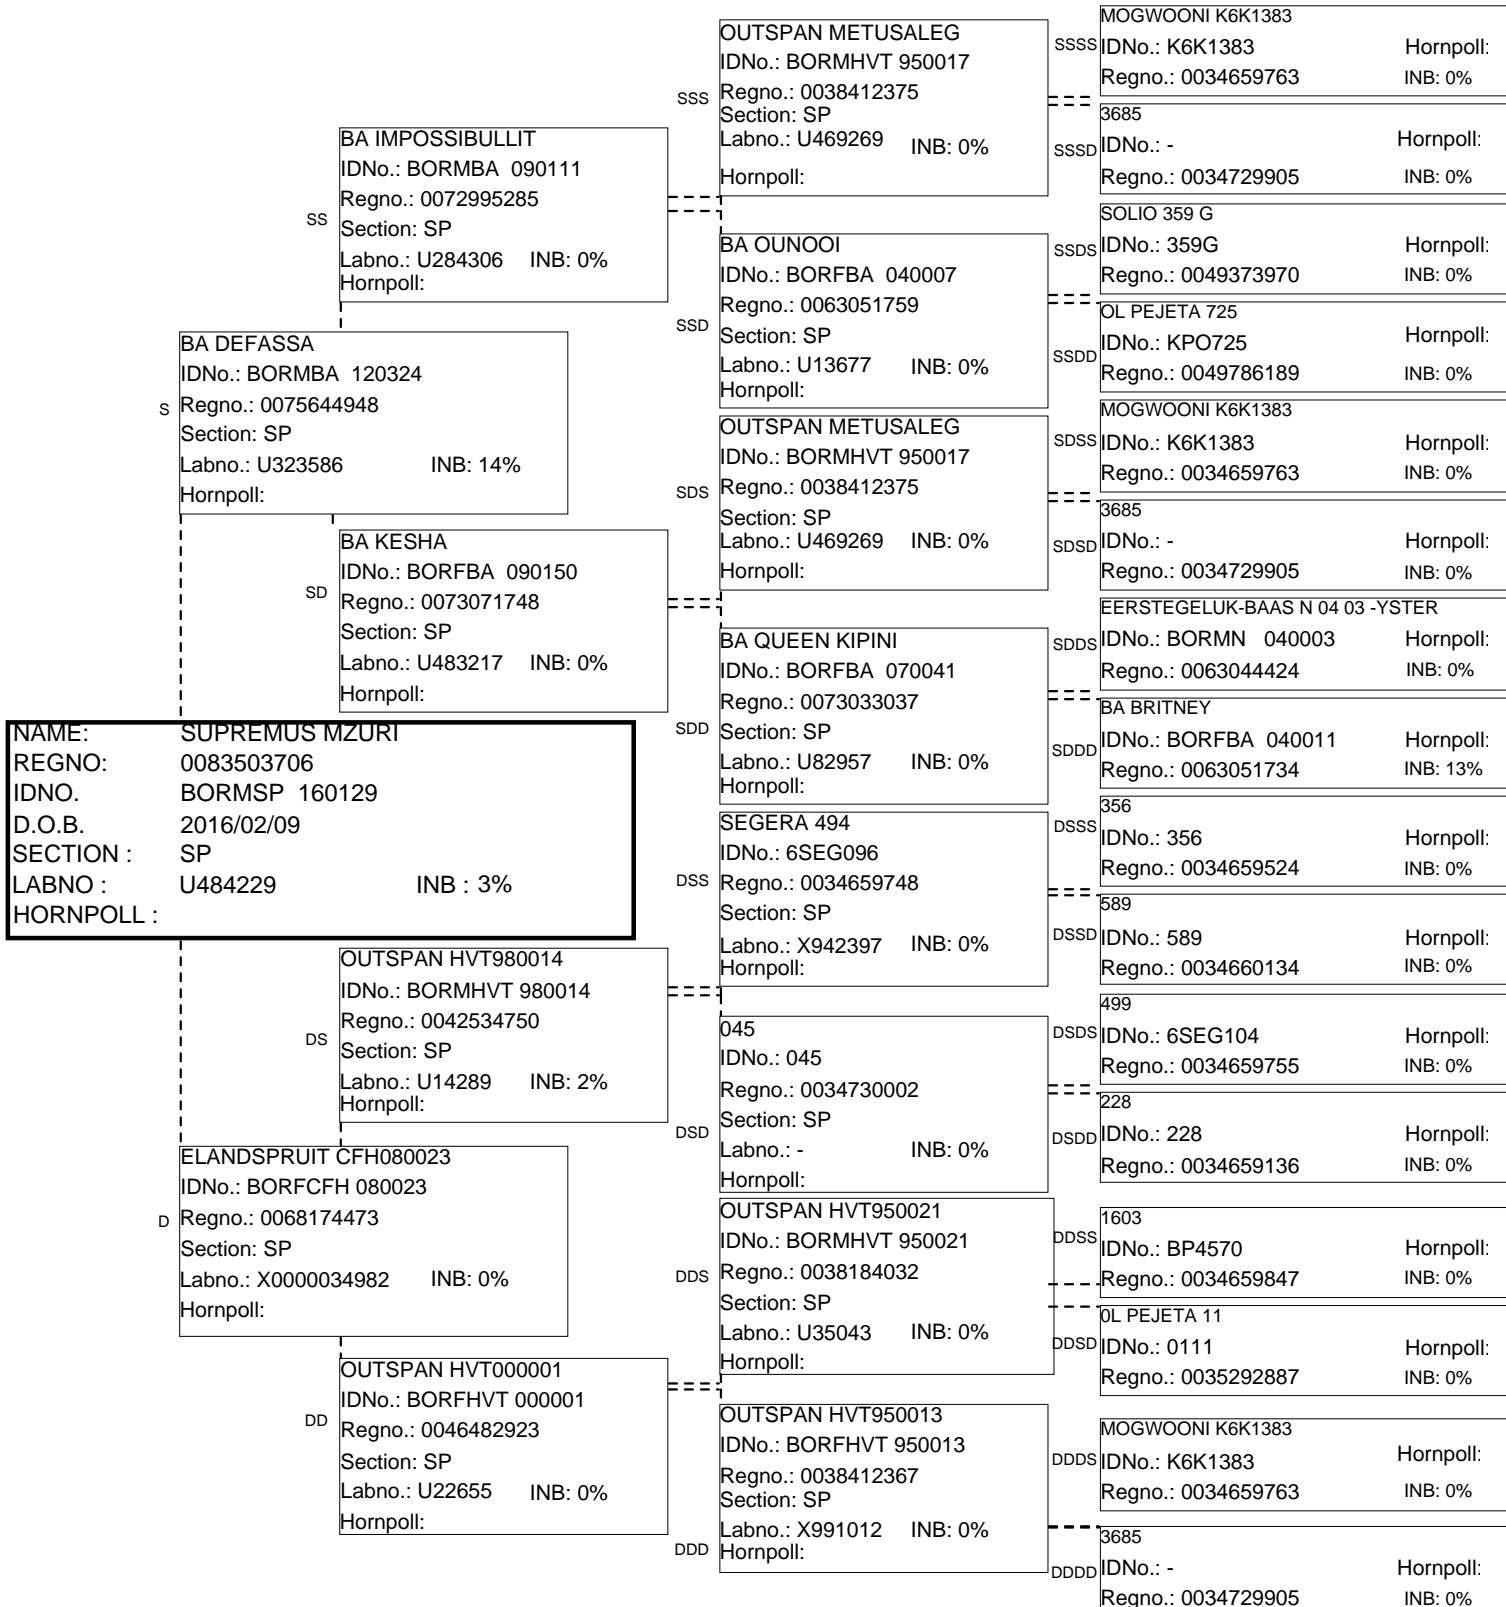 NAME: SUPREMUS MZURI
REGNO: 0083503706
IDNO. BORMSP 160129
D.O.B. 2016/02/09
SECTION : SP
LABNO : U484229 INB : 3%
HORNPOLL :
S
BA DEFASSA
IDNo.: BORMBA 120324
Regno.: 0075644948
Section: SP
Labno.: U323586 INB: 14%
Hornpoll:
D
ELANDSPRUIT CFH080023
IDNo.: BORFCFH 080023
Regno.: 0068174473
Section: SP
Labno.: X0000034982 INB: 0%
Hornpoll:
SS
BA IMPOSSIBULLIT
IDNo.: BORMBA 090111
Regno.: 0072995285
Section: SP
Labno.: U284306 INB: 0%
Hornpoll:
SD
BA KESHA
IDNo.: BORFBA 090150
Regno.: 0073071748
Section: SP
Labno.: U483217 INB: 0%
Hornpoll:
DS
OUTSPAN HVT980014
IDNo.: BORMHVT 980014
Regno.: 0042534750
Section: SP
Labno.: U14289 INB: 2%
Hornpoll:
DD
OUTSPAN HVT000001
IDNo.: BORFHVT 000001
Regno.: 0046482923
Section: SP
Labno.: U22655 INB: 0%
Hornpoll:
SSS
OUTSPAN METUSALEG
IDNo.: BORMHVT 950017
Regno.: 0038412375
Section: SP
Labno.: U469269 INB: 0%
Hornpoll:
SSD
BA OUNOOI
IDNo.: BORFBA 040007
Regno.: 0063051759
Section: SP
Labno.: U13677 INB: 0%
Hornpoll:
SDS
OUTSPAN METUSALEG
IDNo.: BORMHVT 950017
Regno.: 0038412375
Section: SP
Labno.: U469269 INB: 0%
Hornpoll:
SDD
BA QUEEN KIPINI
IDNo.: BORFBA 070041
Regno.: 0073033037
Section: SP
Labno.: U82957 INB: 0%
Hornpoll:
DSS
SEGERA 494
IDNo.: 6SEG096
Regno.: 0034659748
Section: SP
Labno.: X942397 INB: 0%
Hornpoll:
DSD
045
IDNo.: 045
Regno.: 0034730002
Section: SP
Labno.: - INB: 0%
Hornpoll:
DDS
OUTSPAN HVT950021
IDNo.: BORMHVT 950021
Regno.: 0038184032
Section: SP
Labno.: U35043 INB: 0%
Hornpoll:
DDD
OUTSPAN HVT950013
IDNo.: BORFHVT 950013
Regno.: 0038412367
Section: SP
Labno.: X991012 INB: 0%
Hornpoll:
MOGWOONI K6K1383
SSSS IDNo.: K6K1383 Hornpoll:
Regno.: 0034659763 INB: 0%
3685
SSSD IDNo.: - Hornpoll:
Regno.: 0034729905 INB: 0%
SOLIO 359 G
SSDS IDNo.: 359G Hornpoll:
Regno.: 0049373970 INB: 0%
OL PEJETA 725
SSDD IDNo.: KPO725 Hornpoll:
Regno.: 0049786189 INB: 0%
MOGWOONI K6K1383
SDSS IDNo.: K6K1383 Hornpoll:
Regno.: 0034659763 INB: 0%
3685
SDSD IDNo.: - Hornpoll:
Regno.: 0034729905 INB: 0%
EERSTEGELUK-BAAS N 04 03 -YSTER
SDDS IDNo.: BORMN 040003 Hornpoll:
Regno.: 0063044424 INB: 0%
BA BRITNEY
SDDD IDNo.: BORFBA 040011 Hornpoll:
Regno.: 0063051734 INB: 13%
356
DSSS IDNo.: 356 Hornpoll:
Regno.: 0034659524 INB: 0%
589
DSSD IDNo.: 589 Hornpoll:
Regno.: 0034660134 INB: 0%
499
DSDS IDNo.: 6SEG104 Hornpoll:
Regno.: 0034659755 INB: 0%
228
DSDD IDNo.: 228 Hornpoll:
Regno.: 0034659136 INB: 0%
1603
DDSS IDNo.: BP4570 Hornpoll:
Regno.: 0034659847 INB: 0%
0L PEJETA 11
DDSD IDNo.: 0111 Hornpoll:
Regno.: 0035292887 INB: 0%
MOGWOONI K6K1383
DDDS IDNo.: K6K1383 Hornpoll:
Regno.: 0034659763 INB: 0%
3685
DDDD IDNo.: - Hornpoll:
Regno.: 0034729905 INB: 0%